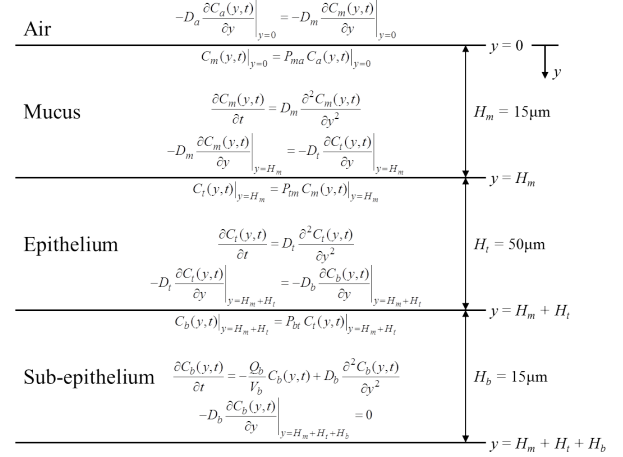 Air
−D_a ∂C_a(y,t)/∂y |_{y=0} = −D_m ∂C_m(y,t)/∂y |_{y=0}
y = 0
C_m(y,t)|_{y=0} = P_{ma} C_a(y,t)|_{y=0}
y
Mucus
∂C_m(y,t)/∂t = D_m ∂²C_m(y,t)/∂y²
H_m = 15μm
−D_m ∂C_m(y,t)/∂y |_{y=H_m} = −D_t ∂C_t(y,t)/∂y |_{y=H_m}
y = H_m
C_t(y,t)|_{y=H_m} = P_{tm} C_m(y,t)|_{y=H_m}
Epithelium
∂C_t(y,t)/∂t = D_t ∂²C_t(y,t)/∂y²
H_t = 50μm
−D_t ∂C_t(y,t)/∂y |_{y=H_m+H_t} = −D_b ∂C_b(y,t)/∂y |_{y=H_m+H_t}
y = H_m + H_t
C_b(y,t)|_{y=H_m+H_t} = P_{bt} C_t(y,t)|_{y=H_m+H_t}
Sub-epithelium
∂C_b(y,t)/∂t = −Q_b/V_b C_b(y,t) + D_b ∂²C_b(y,t)/∂y²
H_b = 15μm
−D_b ∂C_b(y,t)/∂y |_{y=H_m+H_t+H_b} = 0
y = H_m + H_t + H_b